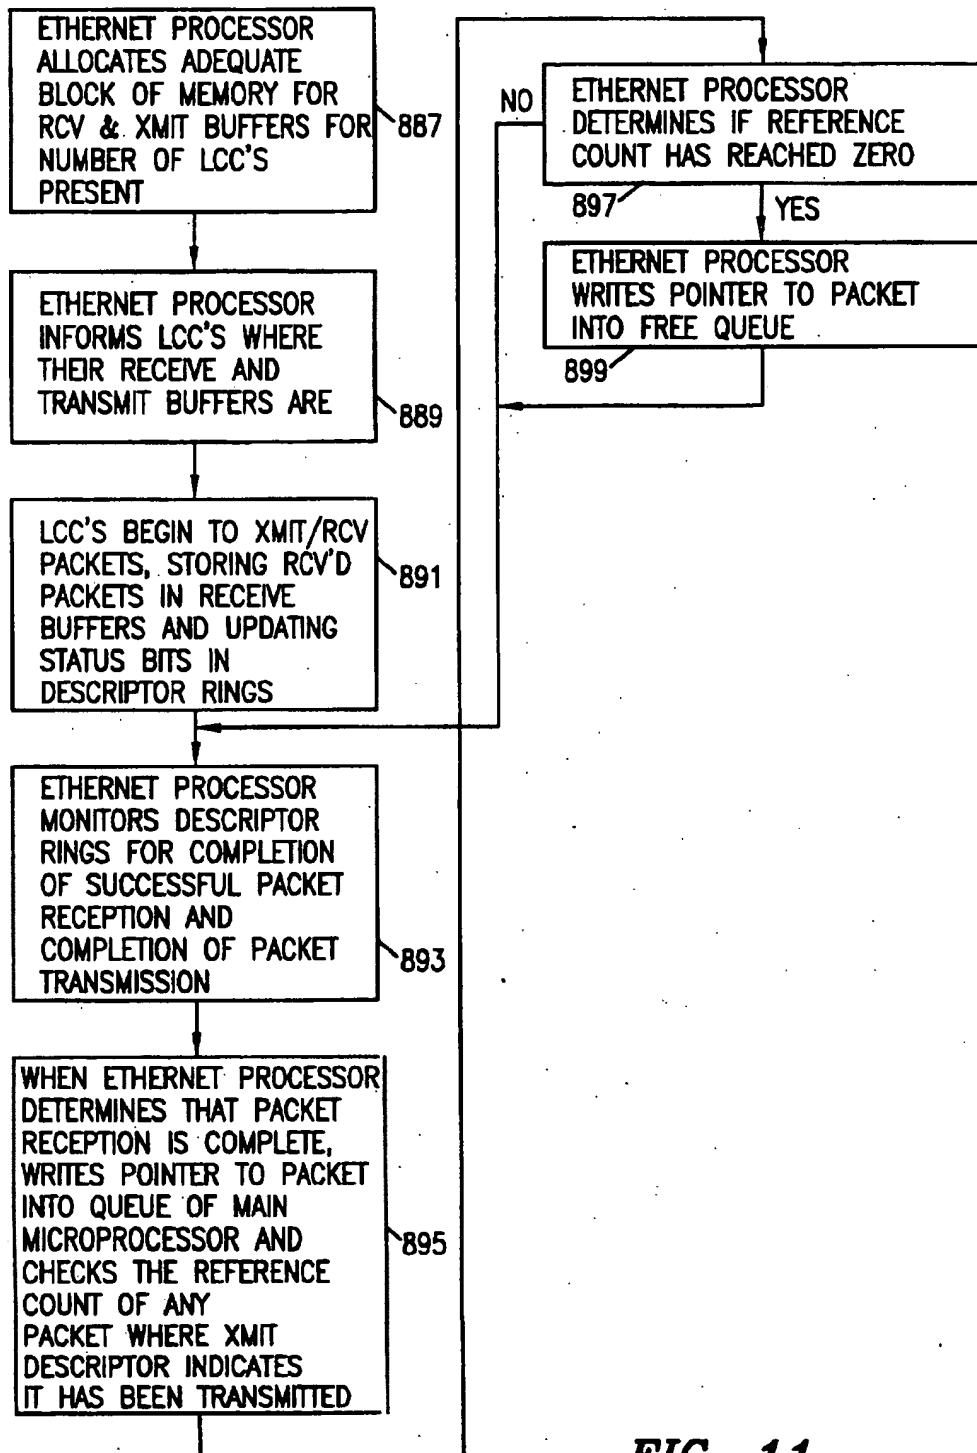 ETHERNET PROCESSOR
ALLOCATES ADEQUATE
BLOCK OF MEMORY FOR
RCV & XMIT BUFFERS FOR
NUMBER OF LCC'S
PRESENT
887
ETHERNET PROCESSOR
INFORMS LCC'S WHERE
THEIR RECEIVE AND
TRANSMIT BUFFERS ARE
889
LCC'S BEGIN TO XMIT/RCV
PACKETS, STORING RCV'D
PACKETS IN RECEIVE
BUFFERS AND UPDATING
STATUS BITS IN
DESCRIPTOR RINGS
891
ETHERNET PROCESSOR
MONITORS DESCRIPTOR
RINGS FOR COMPLETION
OF SUCCESSFUL PACKET
RECEPTION AND
COMPLETION OF PACKET
TRANSMISSION
893
WHEN ETHERNET PROCESSOR
DETERMINES THAT PACKET
RECEPTION IS COMPLETE,
WRITES POINTER TO PACKET
INTO QUEUE OF MAIN
MICROPROCESSOR AND
CHECKS THE REFERENCE
COUNT OF ANY
PACKET WHERE XMIT
DESCRIPTOR INDICATES
IT HAS BEEN TRANSMITTED
895
NO
ETHERNET PROCESSOR
DETERMINES IF REFERENCE
COUNT HAS REACHED ZERO
897
YES
ETHERNET PROCESSOR
WRITES POINTER TO PACKET
INTO FREE QUEUE
899
FIG. 11